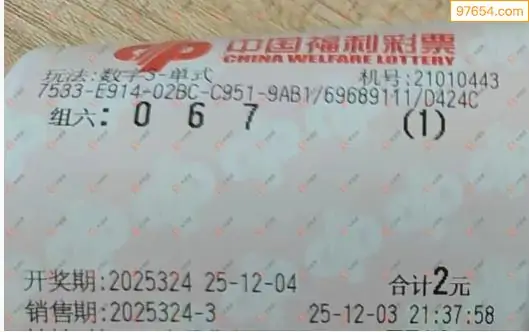 97654.com
中国福利彩票
CHINA WELFARE LOTTERY
玩法:数字3-单式 机号:21010443
7533-E914-02BC-C951-9AB1/69689111/D424C
组六: 0 6 7 (1)
开奖期:2025324 25-12-04 合计2元
销售期:2025324-3 25-12-03 21:37:58